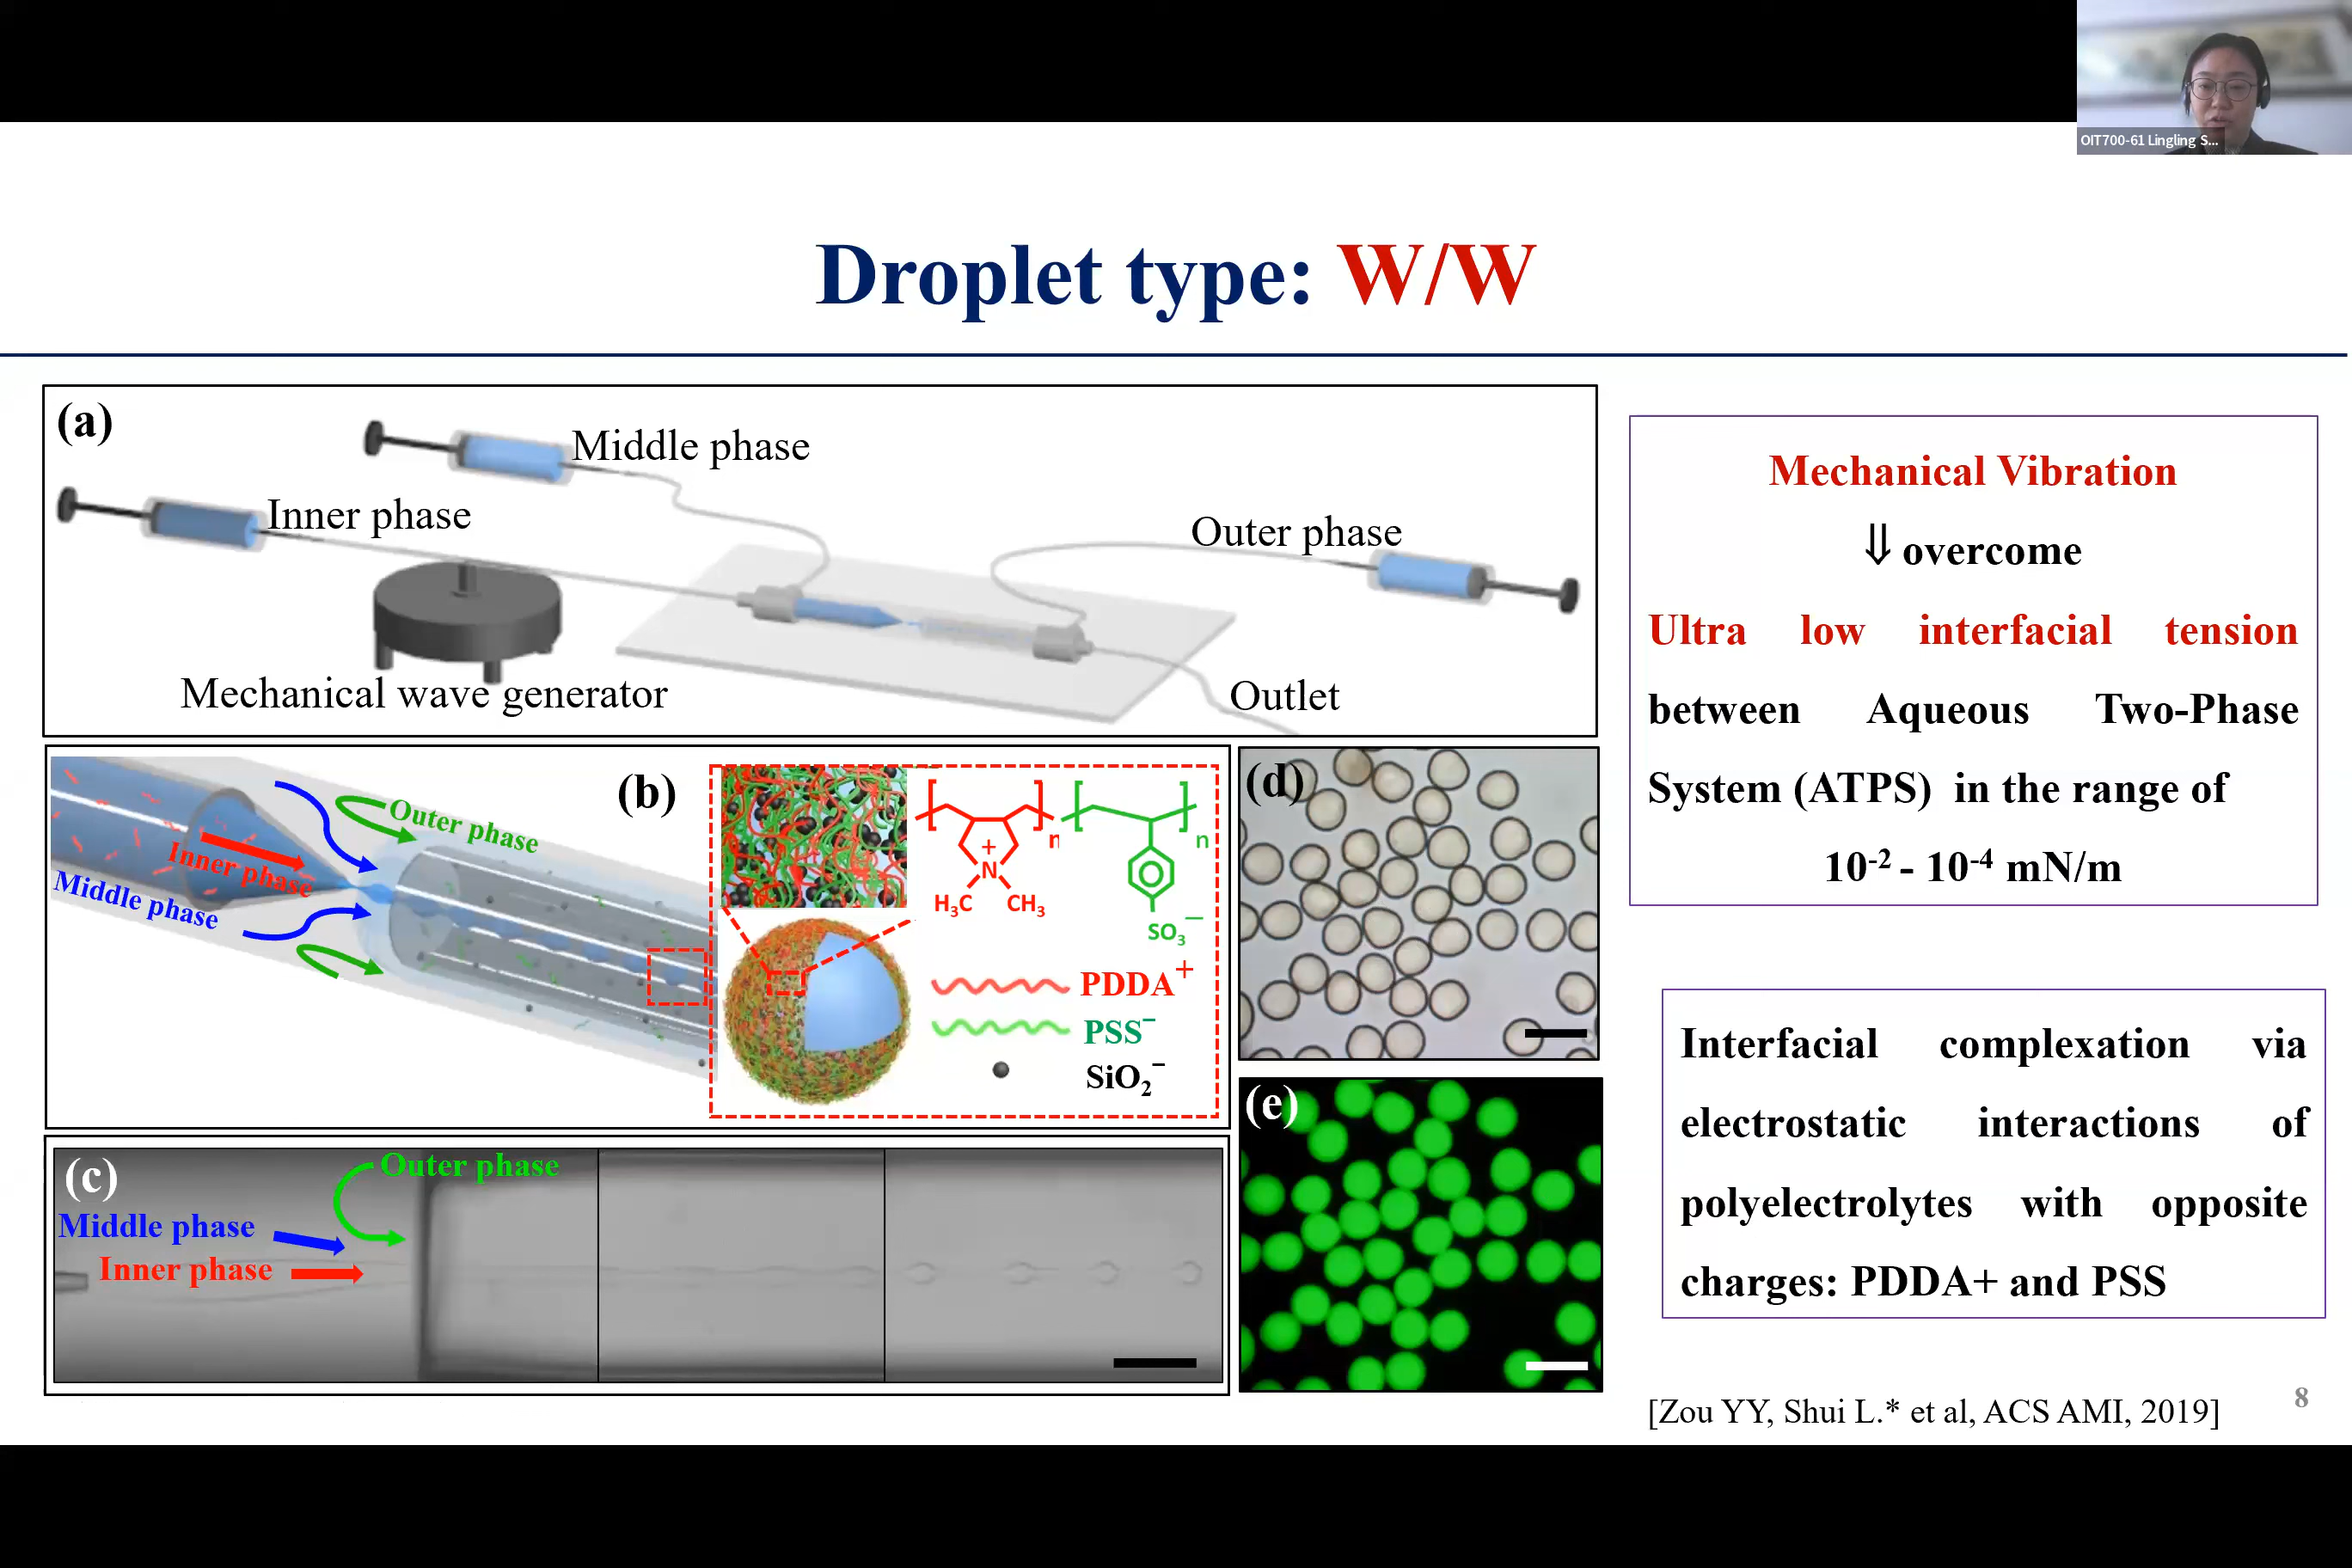 OIT700-61 Lingling S...
Droplet type: W/W
(a)
Middle phase
Inner phase
Outer phase
Mechanical wave generator
Outlet
(b)
Outer phase
Inner phase
Middle phase
n
n
+
N
H₃C
CH₃
SO₃⁻
PDDA⁺
PSS⁻
SiO₂⁻
(c)
Outer phase
Middle phase
Inner phase
(d)
(e)
Mechanical Vibration
⇓ overcome
Ultra low interfacial tension
between Aqueous Two-Phase
System (ATPS) in the range of
10⁻² - 10⁻⁴ mN/m
Interfacial complexation via
electrostatic interactions of
polyelectrolytes with opposite
charges: PDDA+ and PSS
[Zou YY, Shui L.* et al, ACS AMI, 2019]
8